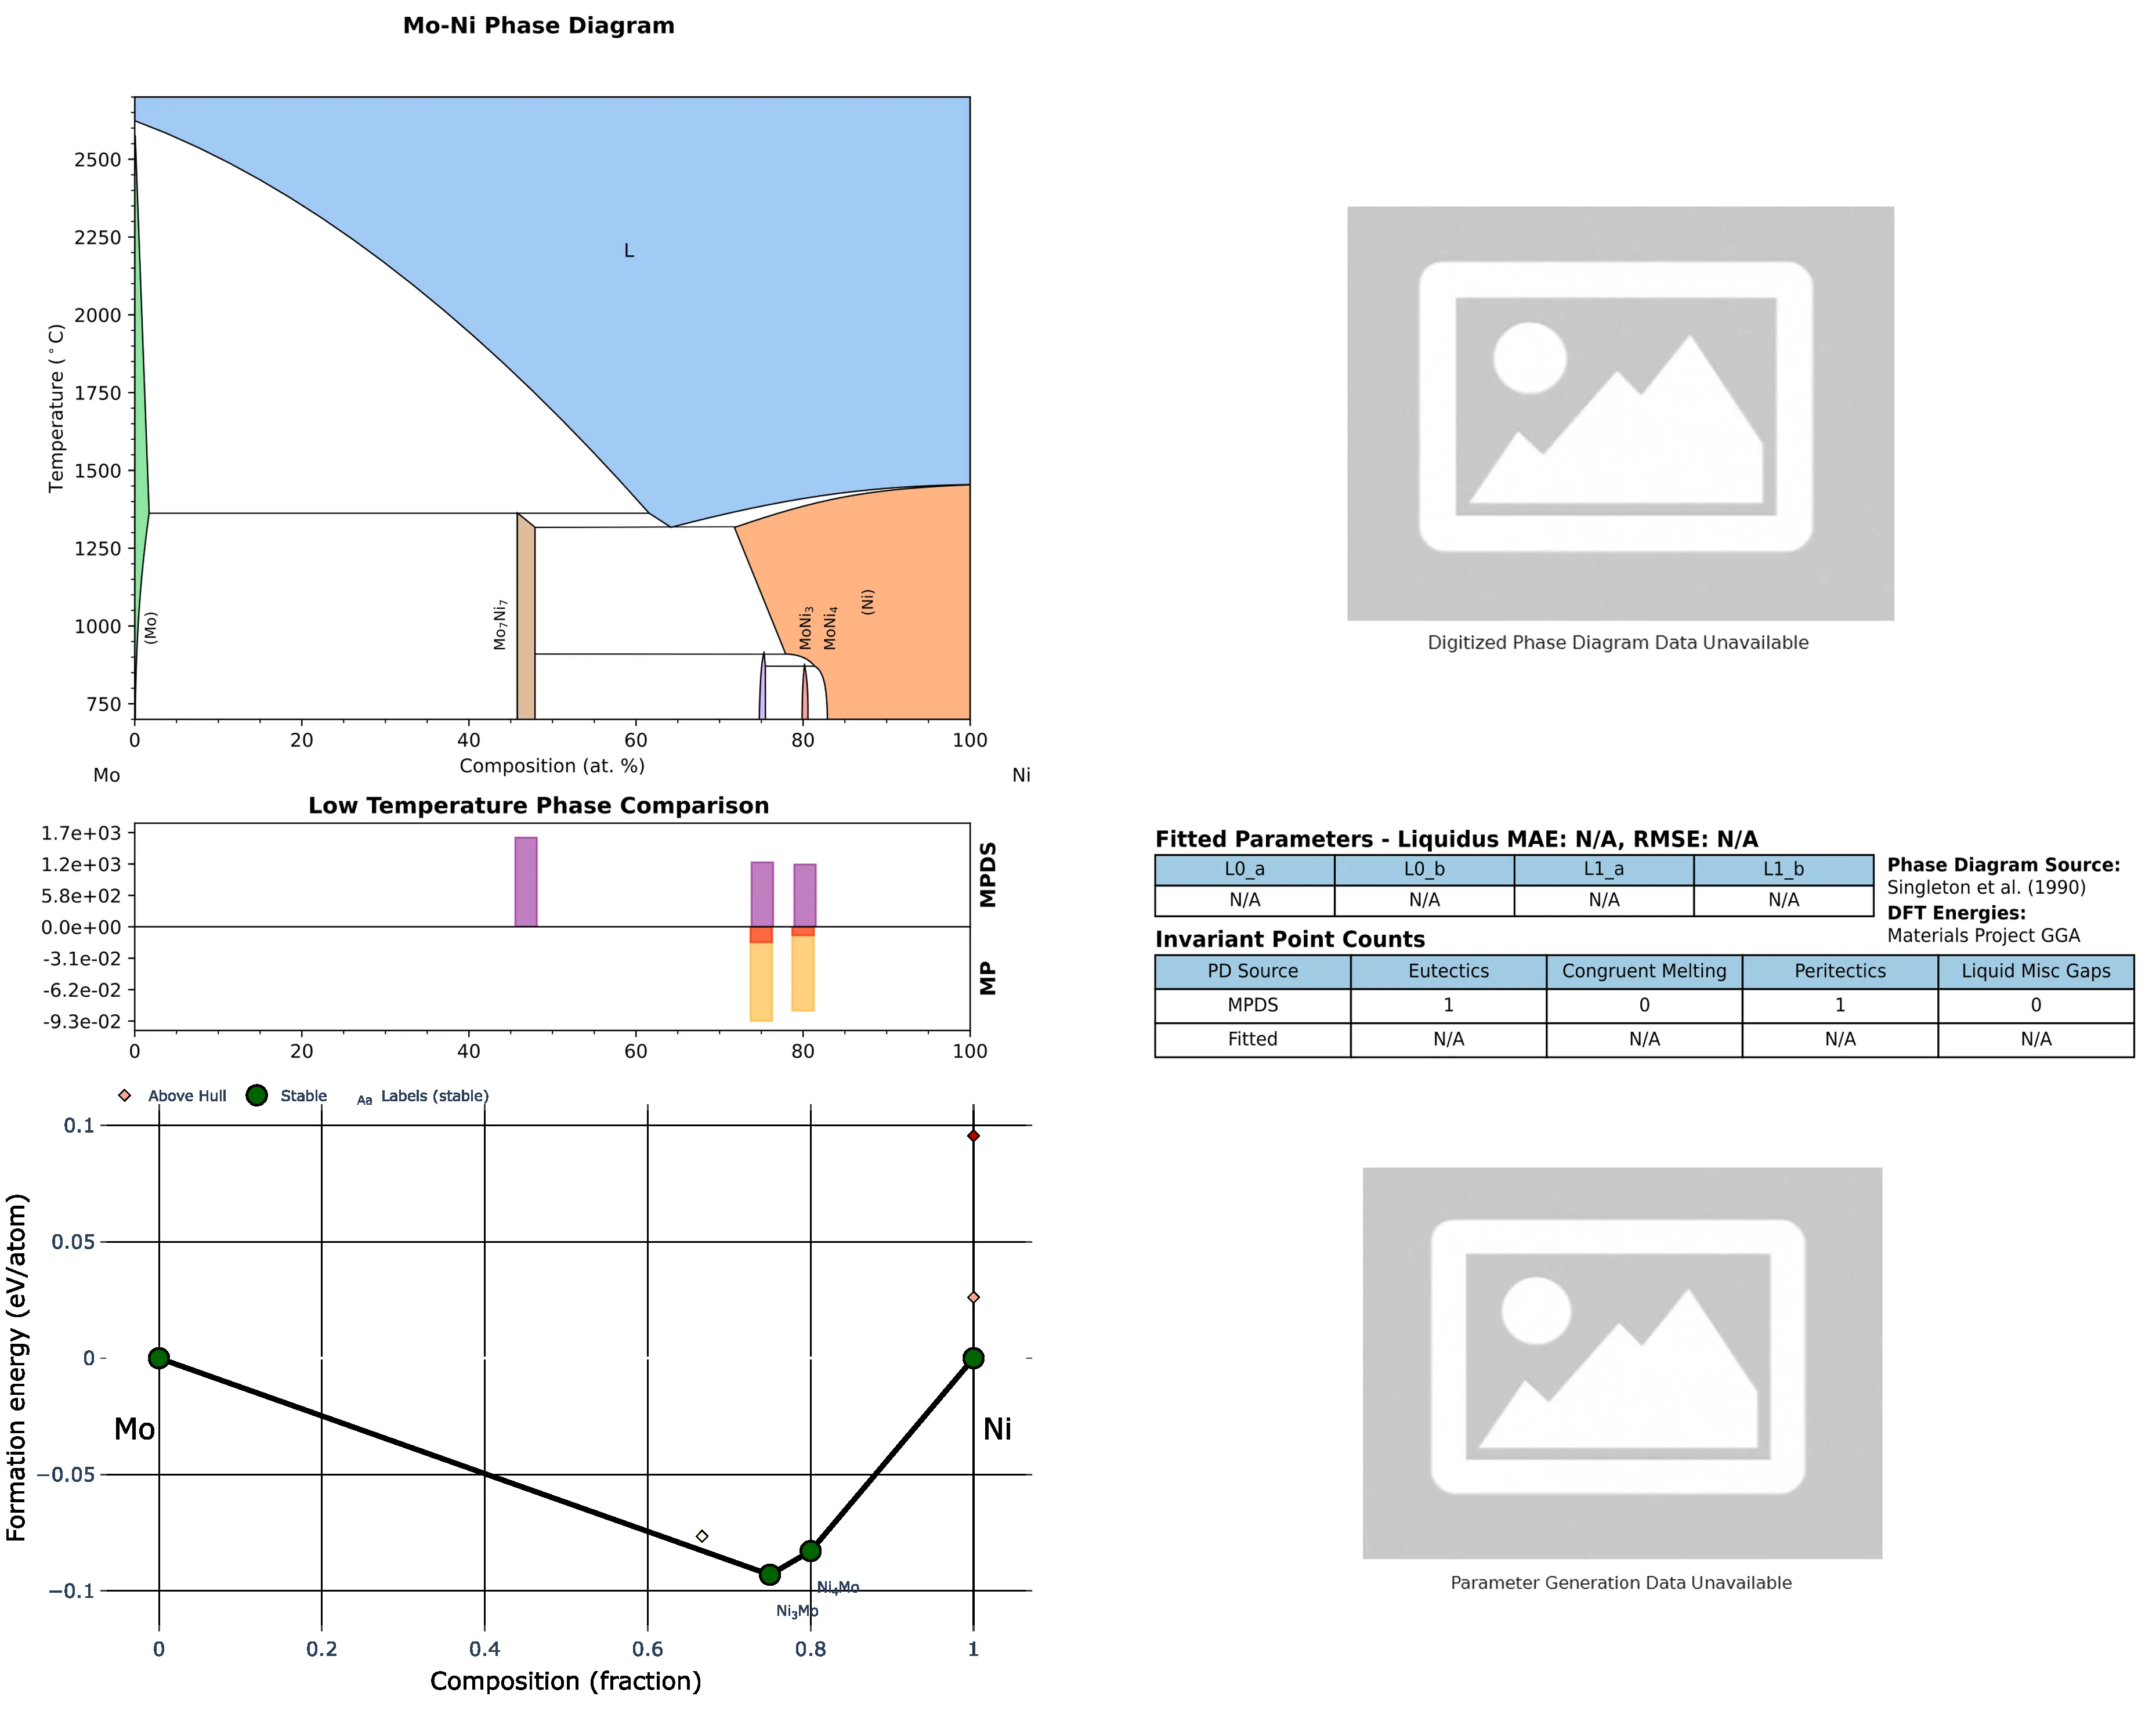 Mo-Ni Phase Diagram
Temperature (°C)
2500
2250
2000
1750
1500
1250
1000
750
L
(Mo)
Mo₇Ni₇
MoNi₃
MoNi₄
(Ni)
0 20 40 60 80 100
Composition (at. %)
Mo Ni
Digitized Phase Diagram Data Unavailable
Low Temperature Phase Comparison
1.7e+03
1.2e+03
5.8e+02
0.0e+00
-3.1e-02
-6.2e-02
-9.3e-02
MPDS
MP
0 20 40 60 80 100
Fitted Parameters - Liquidus MAE: N/A, RMSE: N/A
L0_a L0_b L1_a L1_b
N/A N/A N/A N/A
Phase Diagram Source:
Singleton et al. (1990)
DFT Energies:
Materials Project GGA
Invariant Point Counts
PD Source Eutectics Congruent Melting Peritectics Liquid Misc Gaps
MPDS 1 0 1 0
Fitted N/A N/A N/A N/A
Above Hull Stable Aa Labels (stable)
Formation energy (eV/atom)
0.1
0.05
0
−0.05
−0.1
Mo
Ni
Ni₄Mo
Ni₃Mo
0 0.2 0.4 0.6 0.8 1
Composition (fraction)
Parameter Generation Data Unavailable